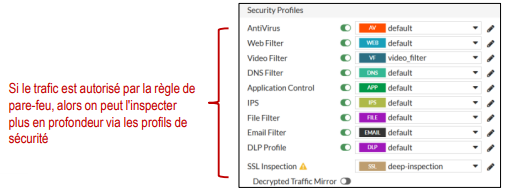 Security Profiles
AntiVirus AV default
Web Filter WEB default
Video Filter VF video_filter
DNS Filter DNS default
Application Control APP default
IPS IPS default
File Filter FILE default
Email Filter EMAIL default
DLP Profile DLP default
SSL Inspection SSL deep-inspection
Decrypted Traffic Mirror
Si le trafic est autorisé par la règle de
pare-feu, alors on peut l'inspecter
plus en profondeur via les profils de
sécurité